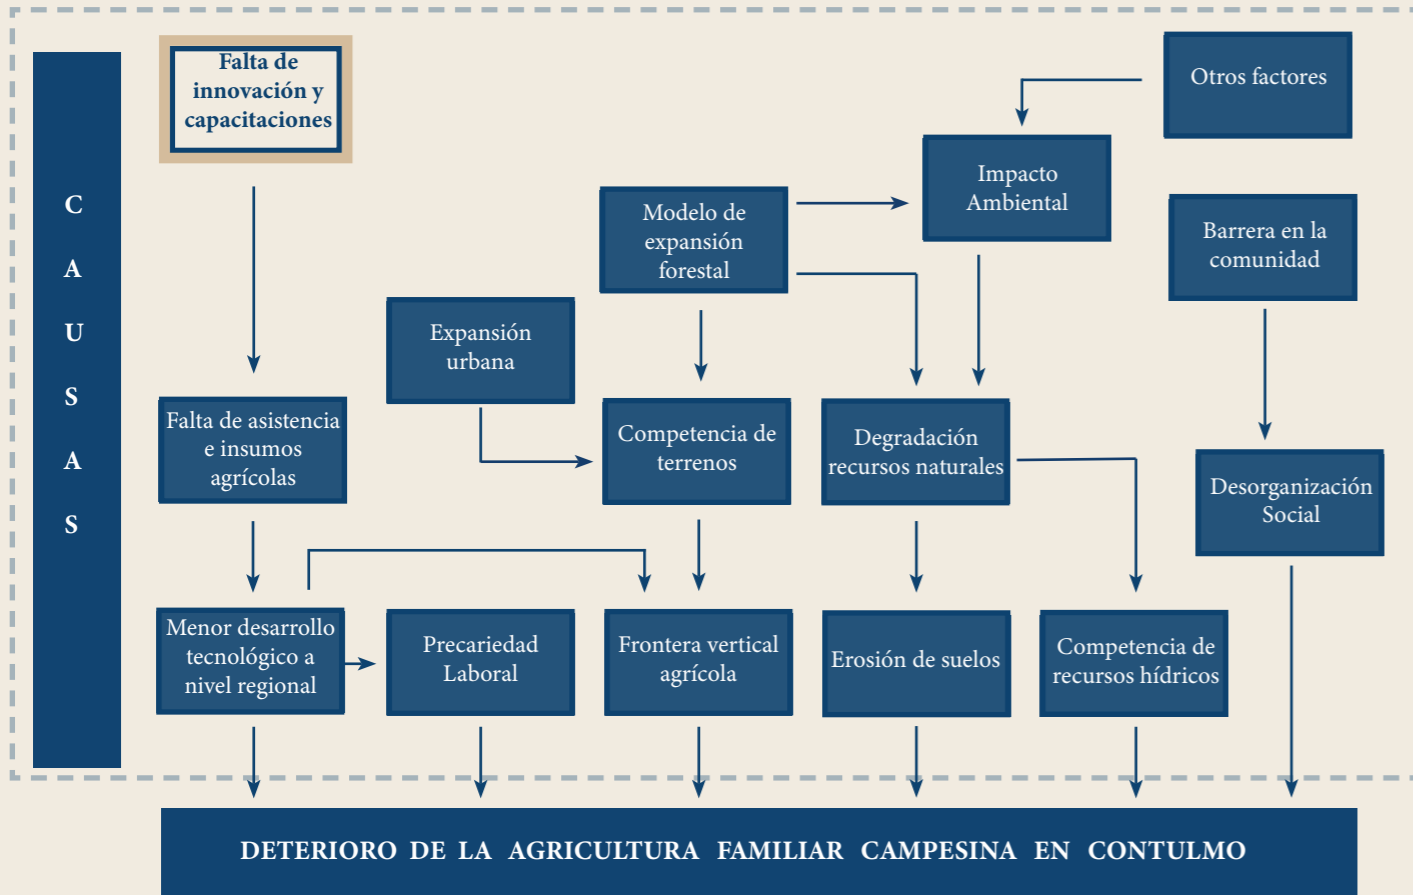 CAUSAS
Falta de
innovación y
capacitaciones
Otros factores
Impacto
Ambiental
Modelo de
expansión
forestal
Barrera en la
comunidad
Expansión
urbana
Falta de asistencia
e insumos
agrícolas
Competencia de
terrenos
Degradación
recursos naturales
Desorganización
Social
Menor desarrollo
tecnológico a
nivel regional
Precariedad
Laboral
Frontera vertical
agrícola
Erosión de suelos
Competencia de
recursos hídricos
DETERIORO DE LA AGRICULTURA FAMILIAR CAMPESINA EN CONTULMO